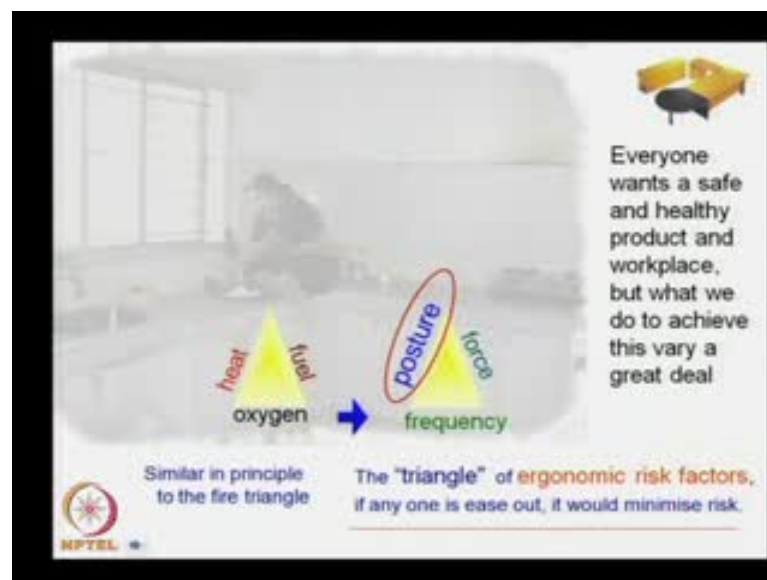 Everyone
wants a safe
and healthy
product and
workplace,
but what we
do to achieve
this vary a
great deal
heat
fuel
oxygen
posture
force
frequency
Similar in principle
to the fire triangle
The "triangle" of ergonomic risk factors,
if any one is ease out, it would minimise risk.
NPTEL